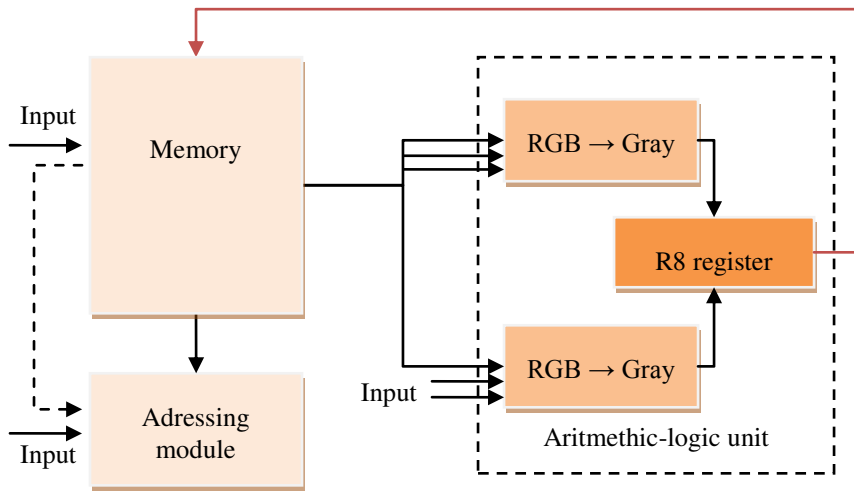 Input
Memory
RGB → Gray
R8 register
RGB → Gray
Input
Adressing
module
Input
Aritmethic-logic unit